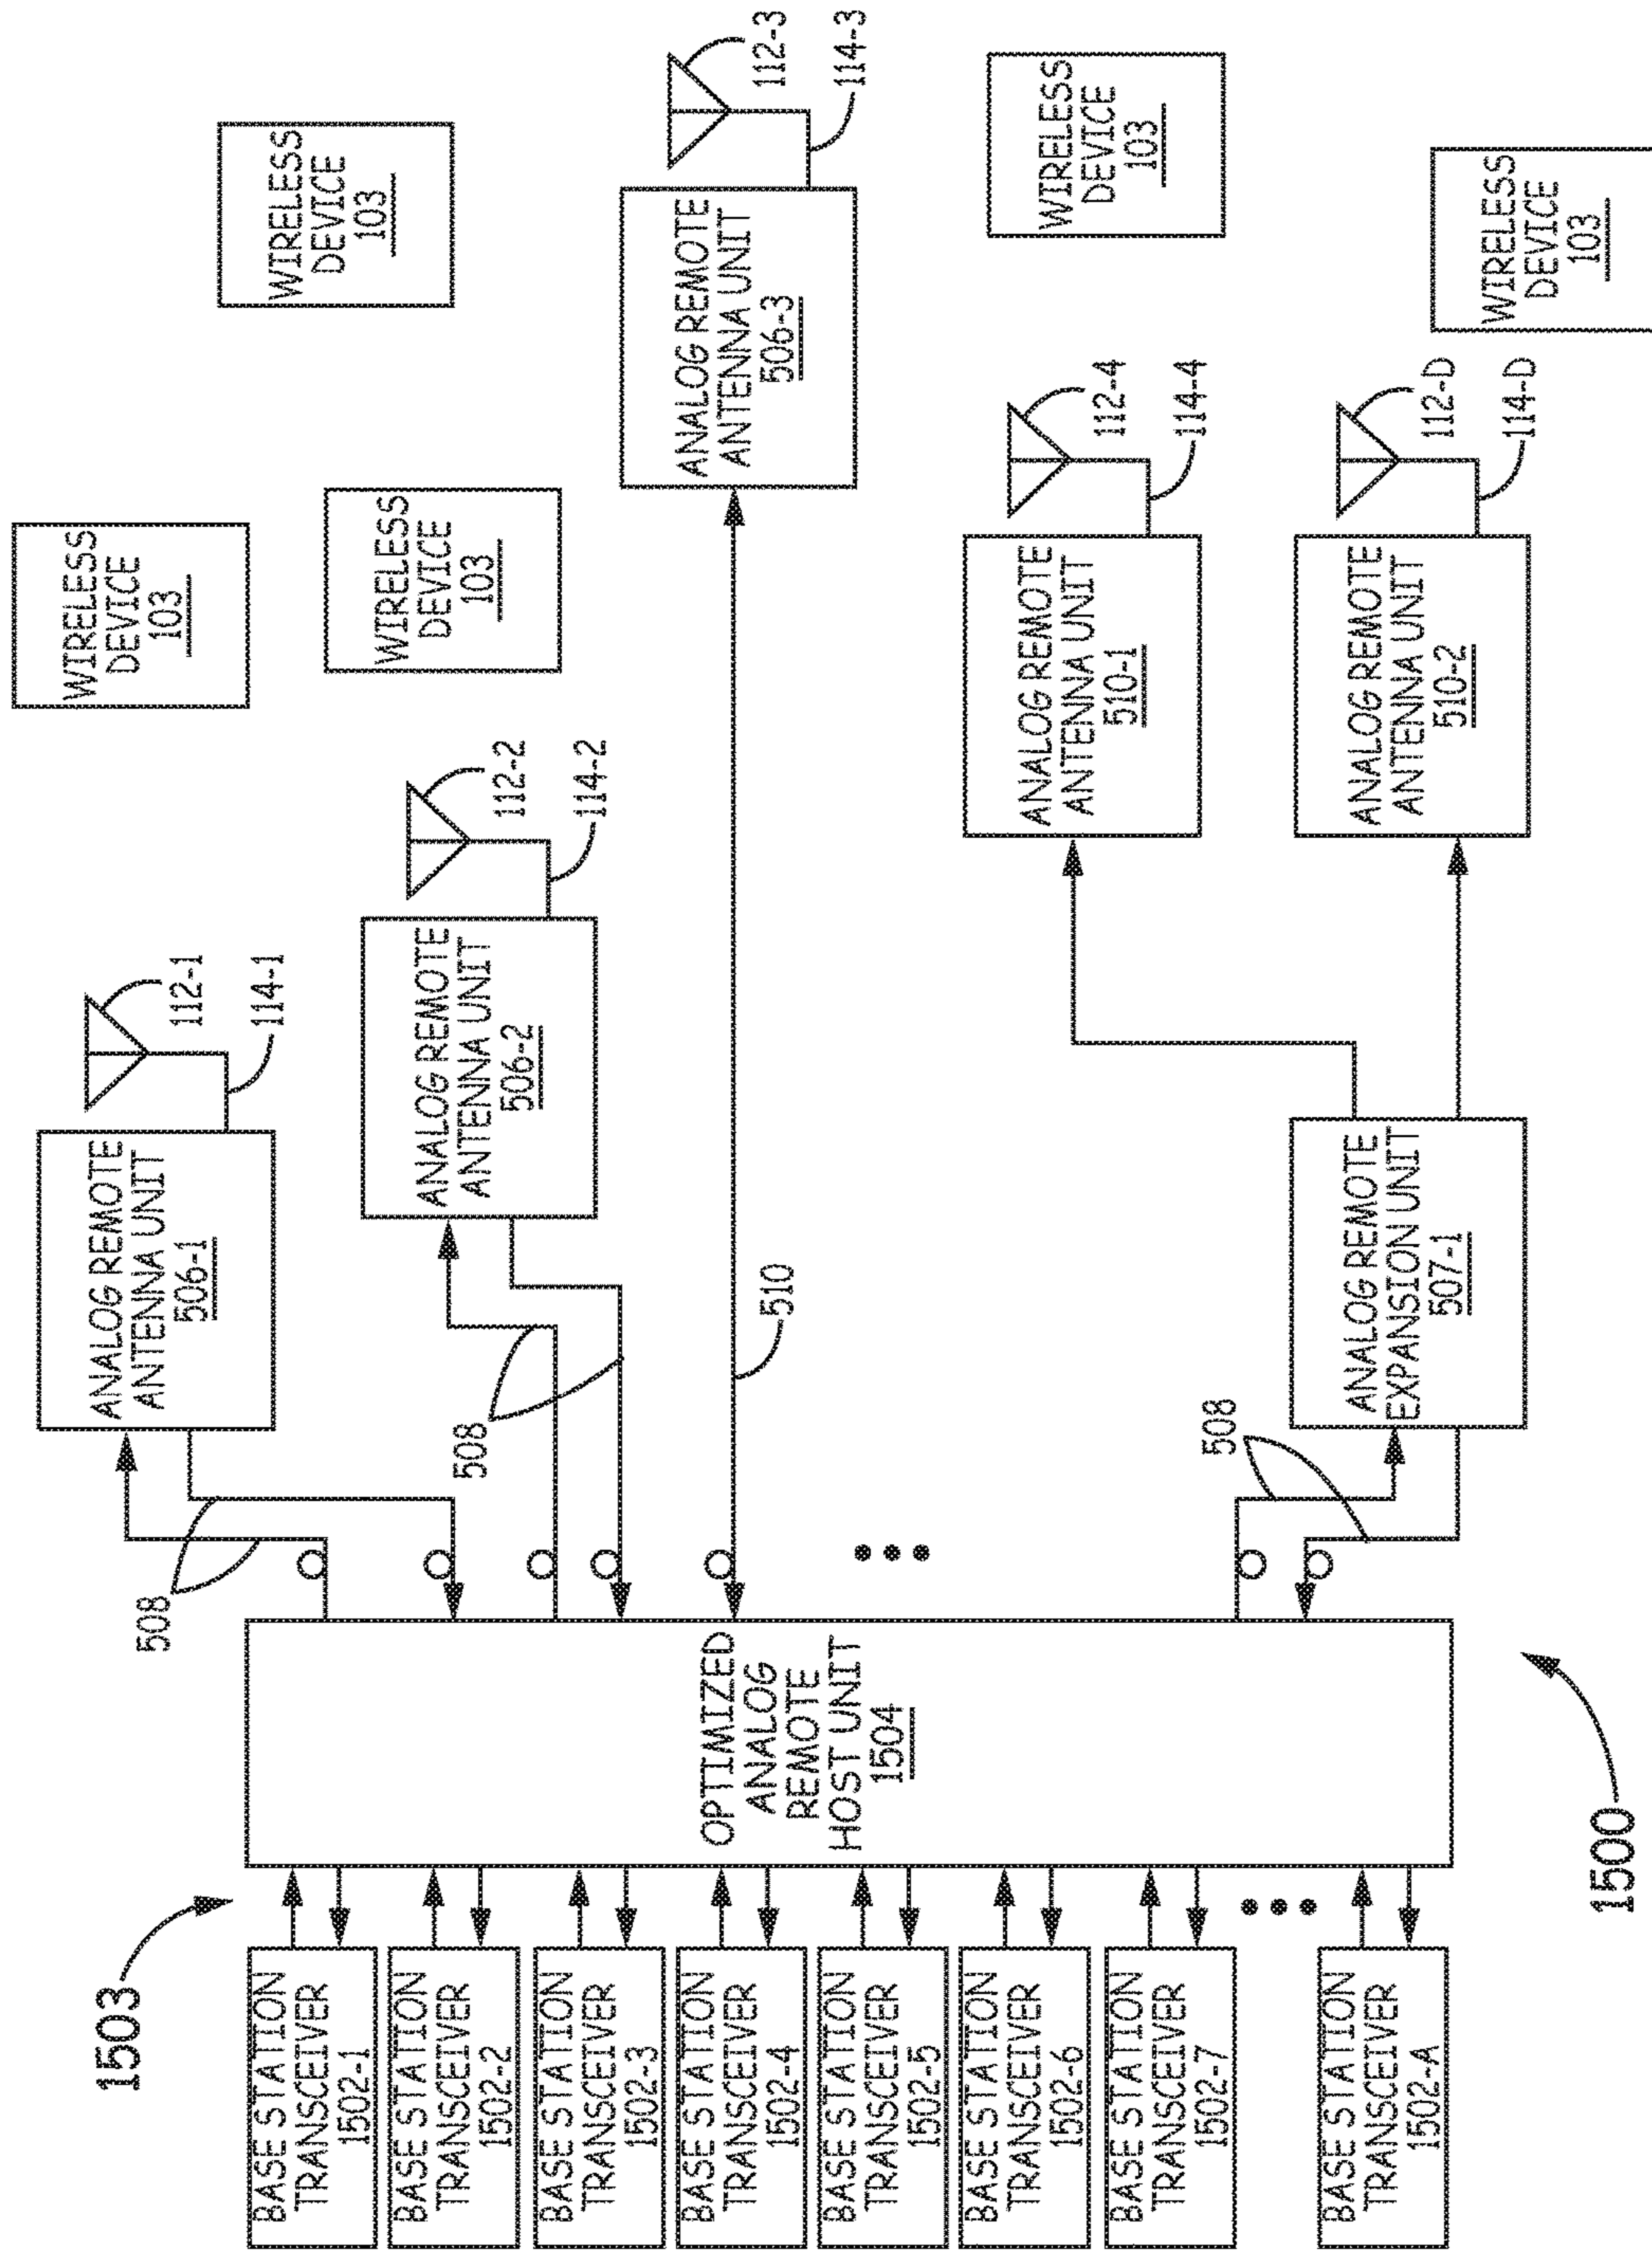 1503
BASE STATION
TRANSCEIVER
1502-1
BASE STATION
TRANSCEIVER
1502-2
BASE STATION
TRANSCEIVER
1502-3
BASE STATION
TRANSCEIVER
1502-4
BASE STATION
TRANSCEIVER
1502-5
BASE STATION
TRANSCEIVER
1502-6
BASE STATION
TRANSCEIVER
1502-7
BASE STATION
TRANSCEIVER
1502-A
OPTIMIZED
ANALOG
REMOTE
HOST UNIT
1504
1500
508
508
510
508
ANALOG REMOTE
ANTENNA UNIT
506-1
112-1
114-1
ANALOG REMOTE
ANTENNA UNIT
506-2
112-2
114-2
ANALOG REMOTE
ANTENNA UNIT
506-3
112-3
114-3
ANALOG REMOTE
EXPANSION UNIT
507-1
ANALOG REMOTE
ANTENNA UNIT
510-1
112-4
114-4
ANALOG REMOTE
ANTENNA UNIT
510-2
112-D
114-D
WIRELESS
DEVICE
103
WIRELESS
DEVICE
103
WIRELESS
DEVICE
103
WIRELESS
DEVICE
103
WIRELESS
DEVICE
103